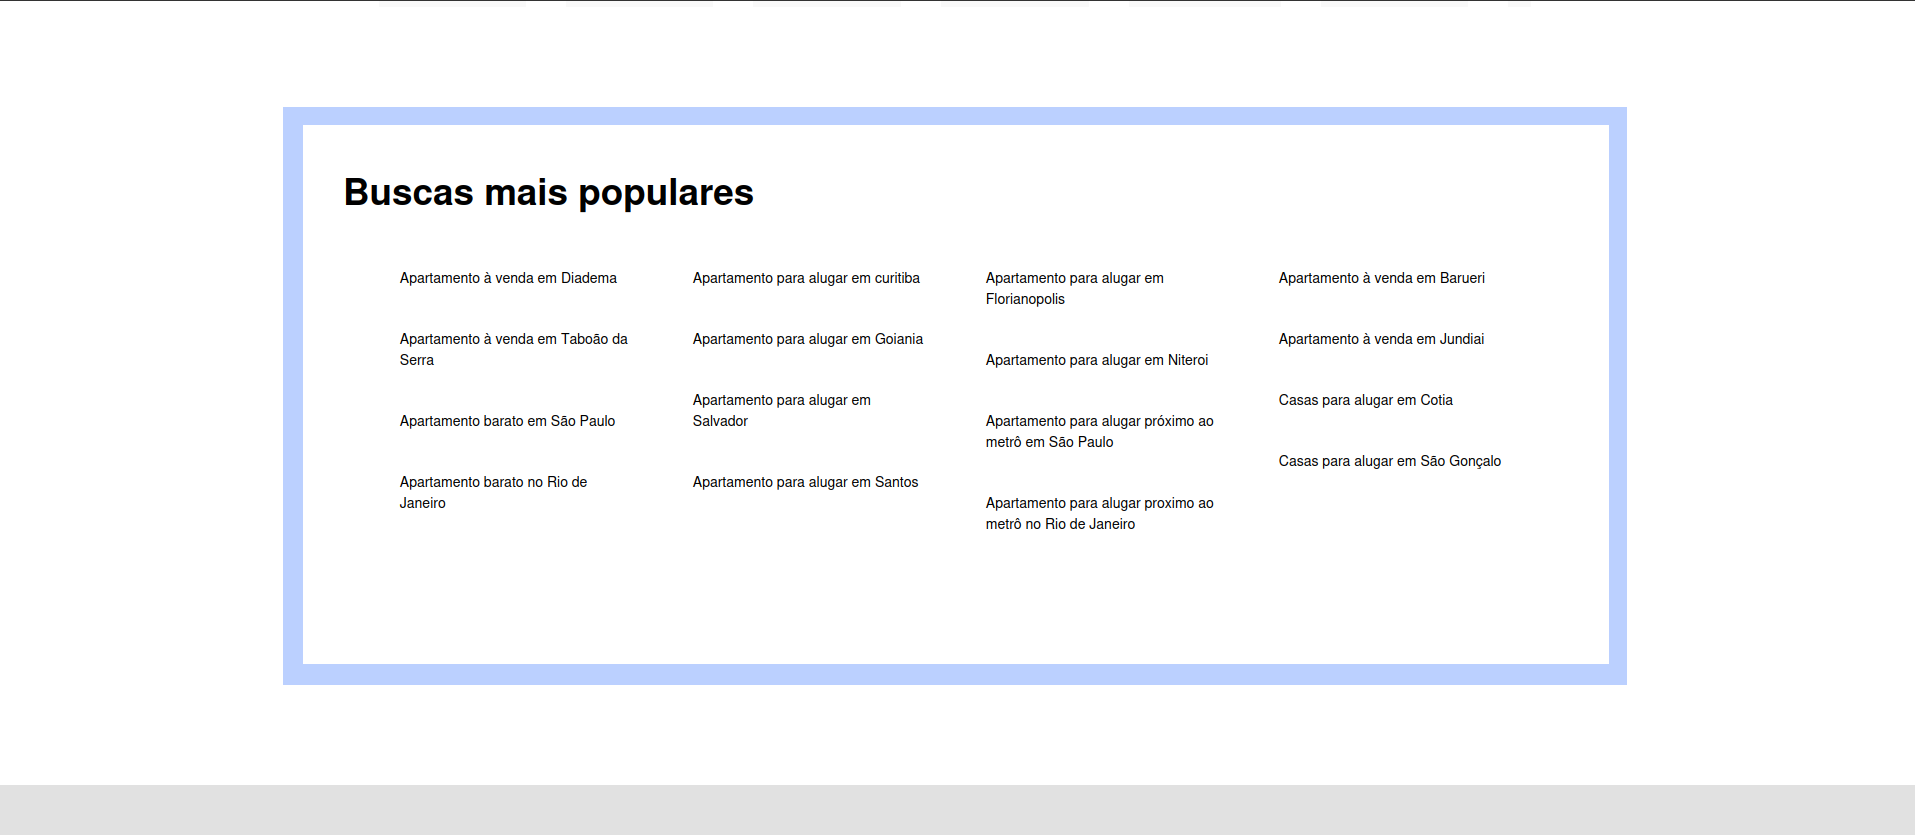 Buscas mais populares
Apartamento à venda em Diadema
Apartamento à venda em Taboão da
Serra
Apartamento barato em São Paulo
Apartamento barato no Rio de
Janeiro
Apartamento para alugar em curitiba
Apartamento para alugar em Goiania
Apartamento para alugar em
Salvador
Apartamento para alugar em Santos
Apartamento para alugar em
Florianopolis
Apartamento para alugar em Niteroi
Apartamento para alugar próximo ao
metrô em São Paulo
Apartamento para alugar proximo ao
metrô no Rio de Janeiro
Apartamento à venda em Barueri
Apartamento à venda em Jundiai
Casas para alugar em Cotia
Casas para alugar em São Gonçalo